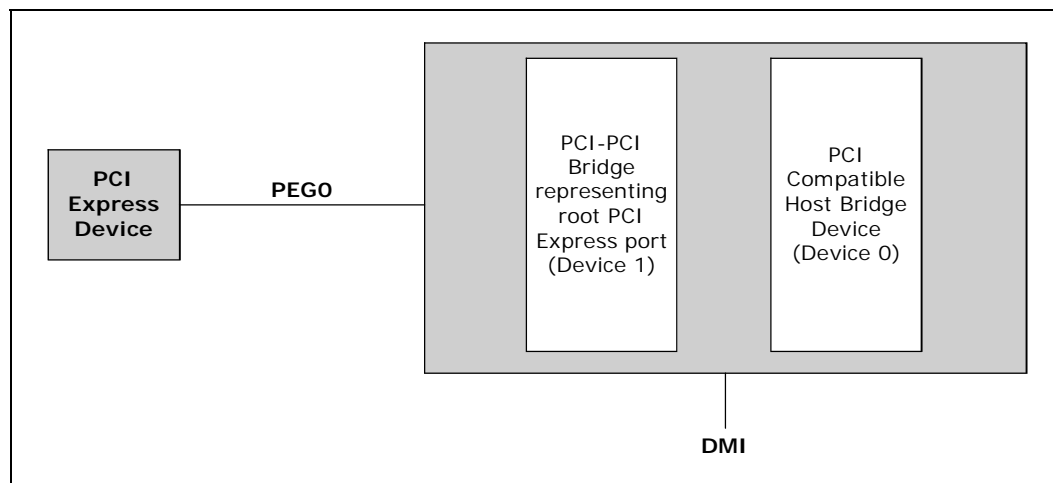 PCI
Express
Device
PEG0
PCI-PCI
Bridge
representing
root PCI
Express port
(Device 1)
PCI
Compatible
Host Bridge
Device
(Device 0)
DMI